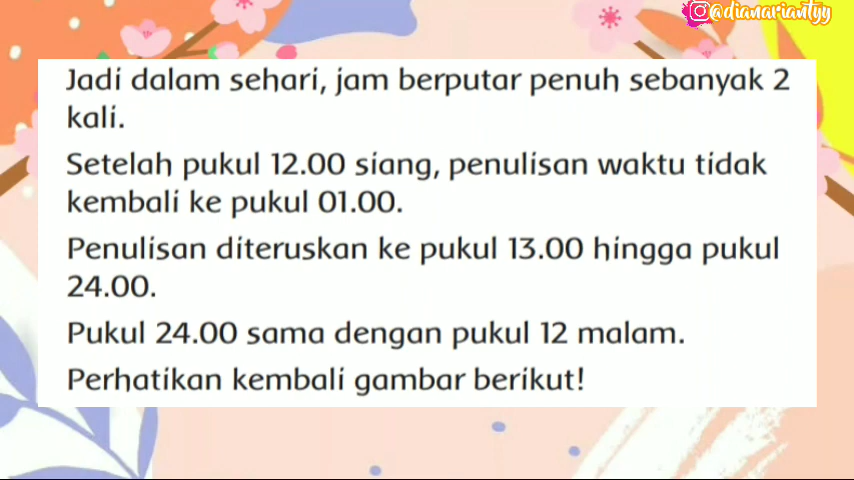 @dianariantyy
Jadi dalam sehari, jam berputar penuh sebanyak 2
kali.
Setelah pukul 12.00 siang, penulisan waktu tidak
kembali ke pukul 01.00.
Penulisan diteruskan ke pukul 13.00 hingga pukul
24.00.
Pukul 24.00 sama dengan pukul 12 malam.
Perhatikan kembali gambar berikut!